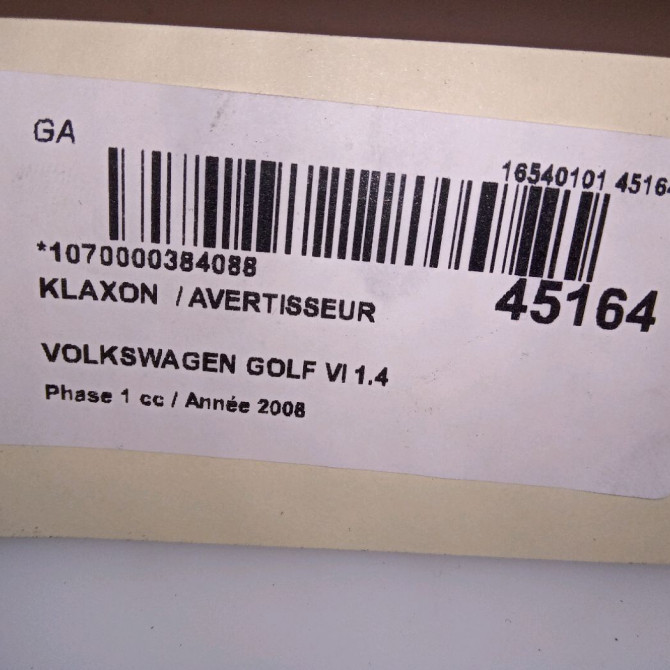 GA
16540101 45164
*1070000384088
KLAXON / AVERTISSEUR
45164
VOLKSWAGEN GOLF VI 1.4
Phase 1 cc / Année 2008